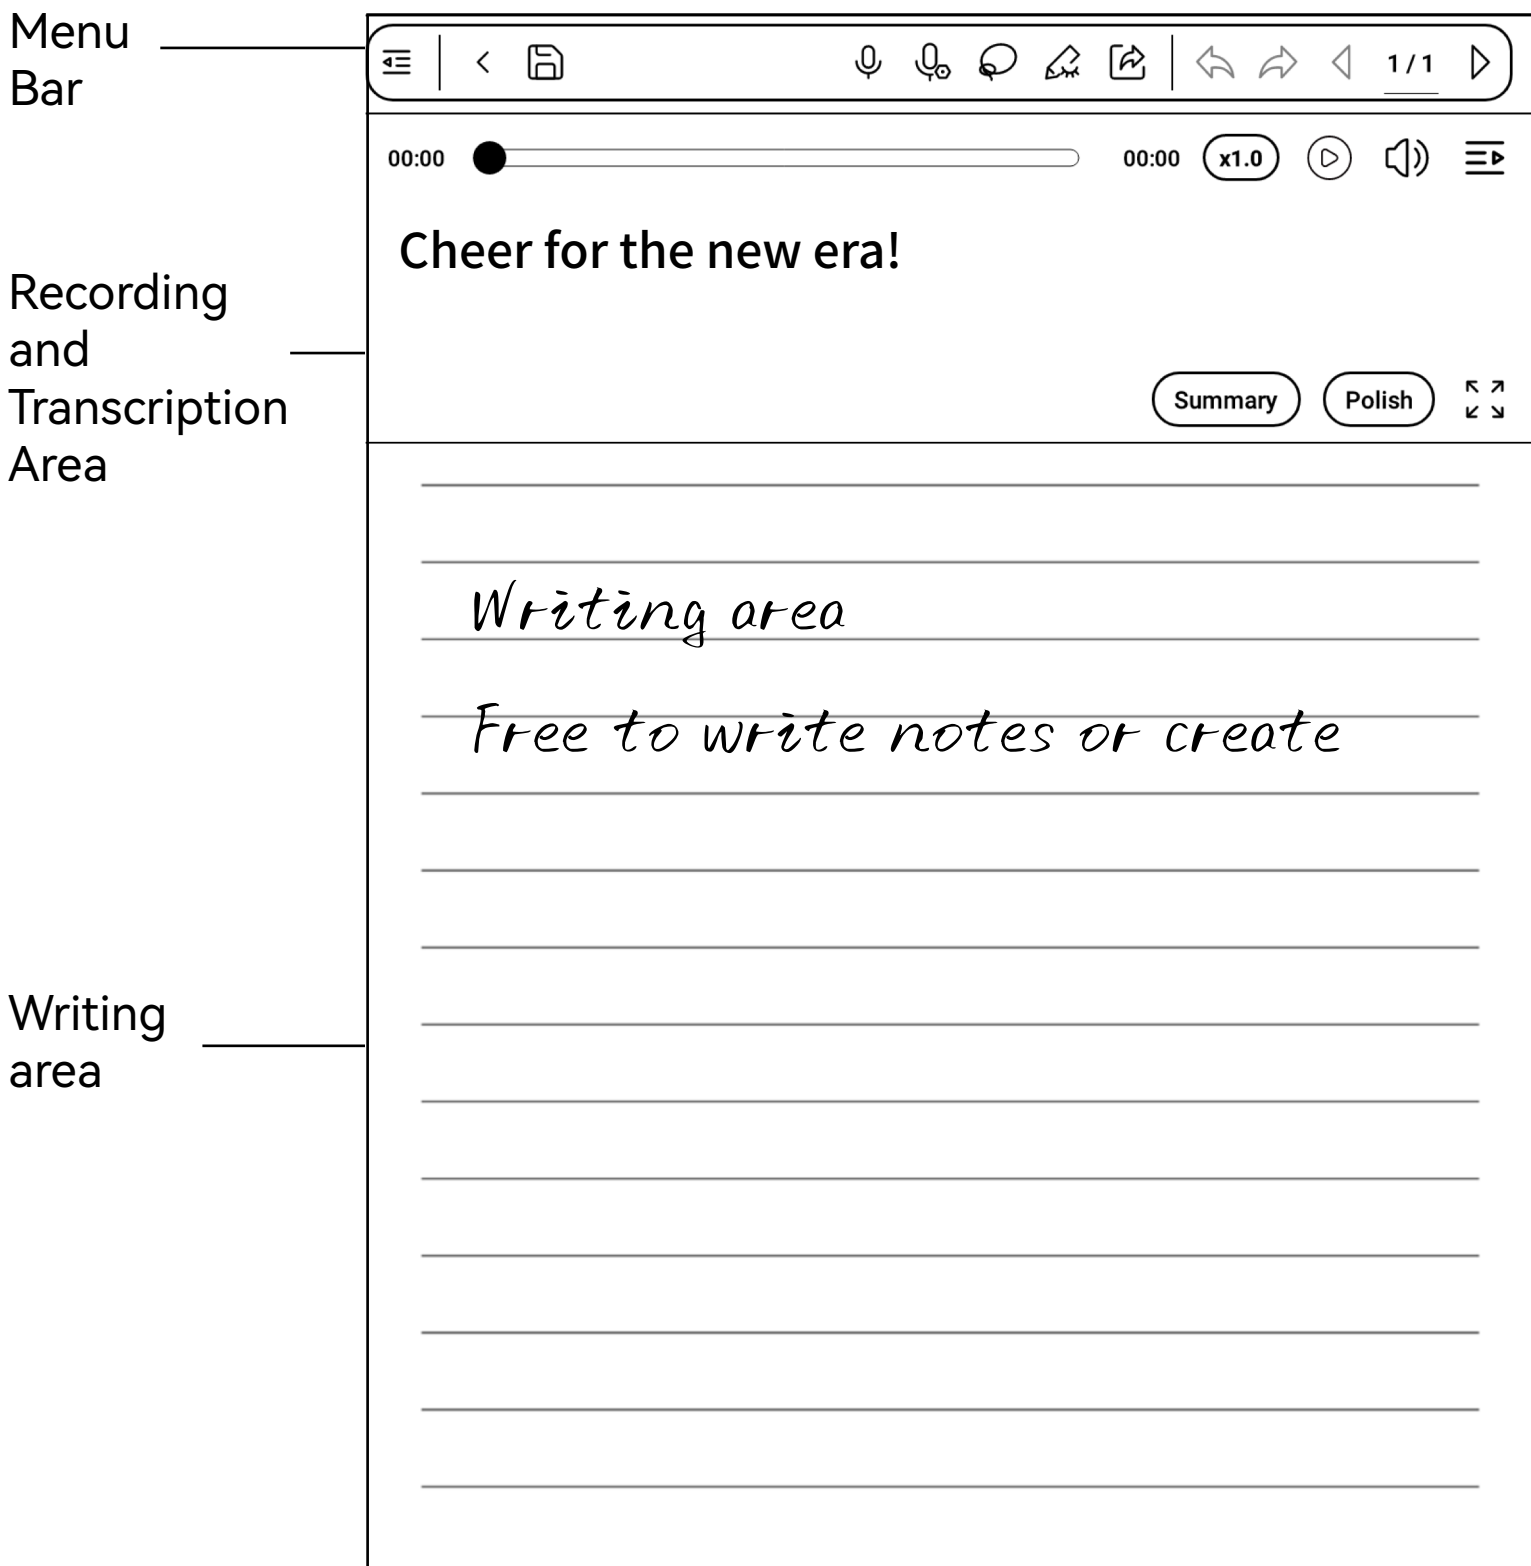 Menu
Bar
1 / 1
00:00
00:00
x1.0
Cheer for the new era!
Recording
and
Transcription
Area
Summary
Polish
Writing area
Free to write notes or create
Writing
area